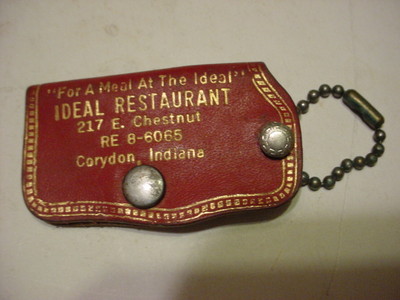 "For A Meal At The Ideal"
IDEAL RESTAURANT
217 E. Chestnut
RE 8-6065
Corydon, Indiana